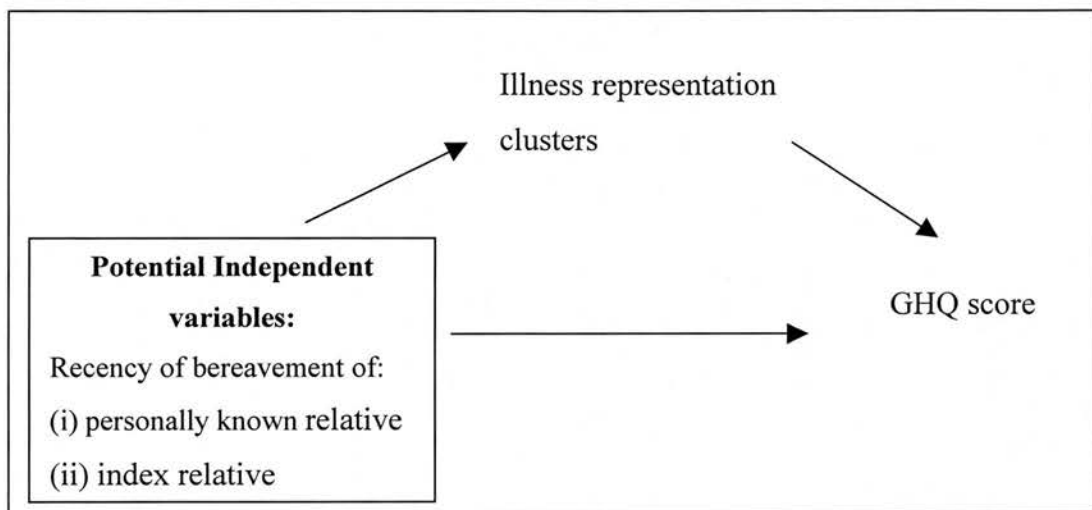 Illness representation
clusters
Potential Independent
variables:
Recency of bereavement of:
(i) personally known relative
(ii) index relative
GHQ score